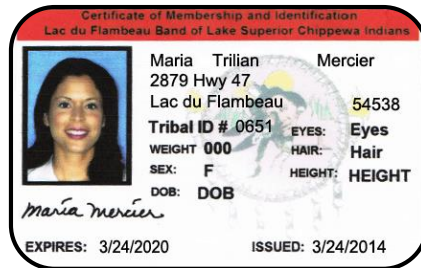 Certificate of Membership and Identification
Lac du Flambeau Band of Lake Superior Chippewa Indians
Maria Trilian Mercier
2879 Hwy 47
Lac du Flambeau 54538
Tribal ID # 0651 EYES: Eyes
WEIGHT 000 HAIR: Hair
SEX: F HEIGHT: HEIGHT
DOB: DOB
Maria Mercier
EXPIRES: 3/24/2020 ISSUED: 3/24/2014